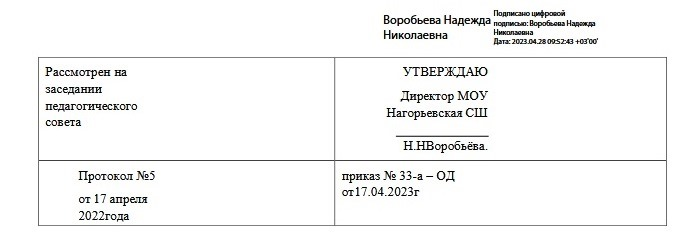 Воробьева Надежда
Николаевна
Подписано цифровой
подписью: Воробьева Надежда
Николаевна
Дата: 2023.04.28 09:52:43 +03'00'
Рассмотрен на
заседании
педагогического
совета
УТВЕРЖДАЮ
Директор МОУ
Нагорьевская СШ
______________
Н.НВоробьёва.
Протокол №5
от 17 апреля
2022года
приказ № 33-а – ОД
от17.04.2023г